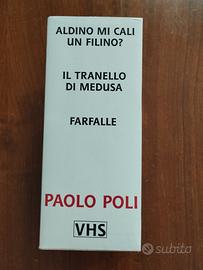 ALDINO MI CALI
UN FILINO?
IL TRANELLO
DI MEDUSA
FARFALLE
PAOLO POLI
VHS
subito